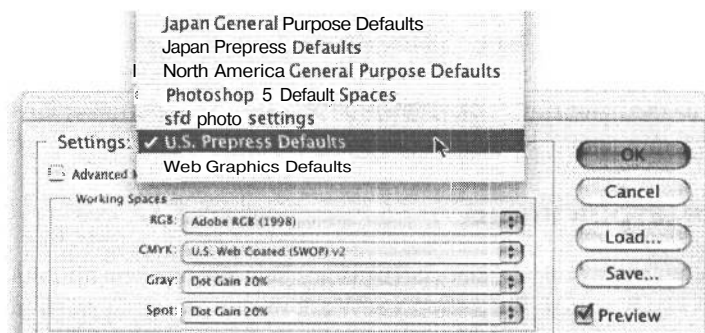 Japan General Purpose Defaults
Japan Prepress Defaults
North America General Purpose Defaults
Photoshop 5 Default Spaces
sfd photo settings
Settings: ✓ U.S. Prepress Defaults
Web Graphics Defaults
OK
Advanced
Cancel
Working Spaces
RGB: Adobe RGB (1998)
Load...
CMYK: U.S. Web Coated (SWOP) v2
Gray: Dot Gain 20%
Save...
Spot: Dot Gain 20%
Preview